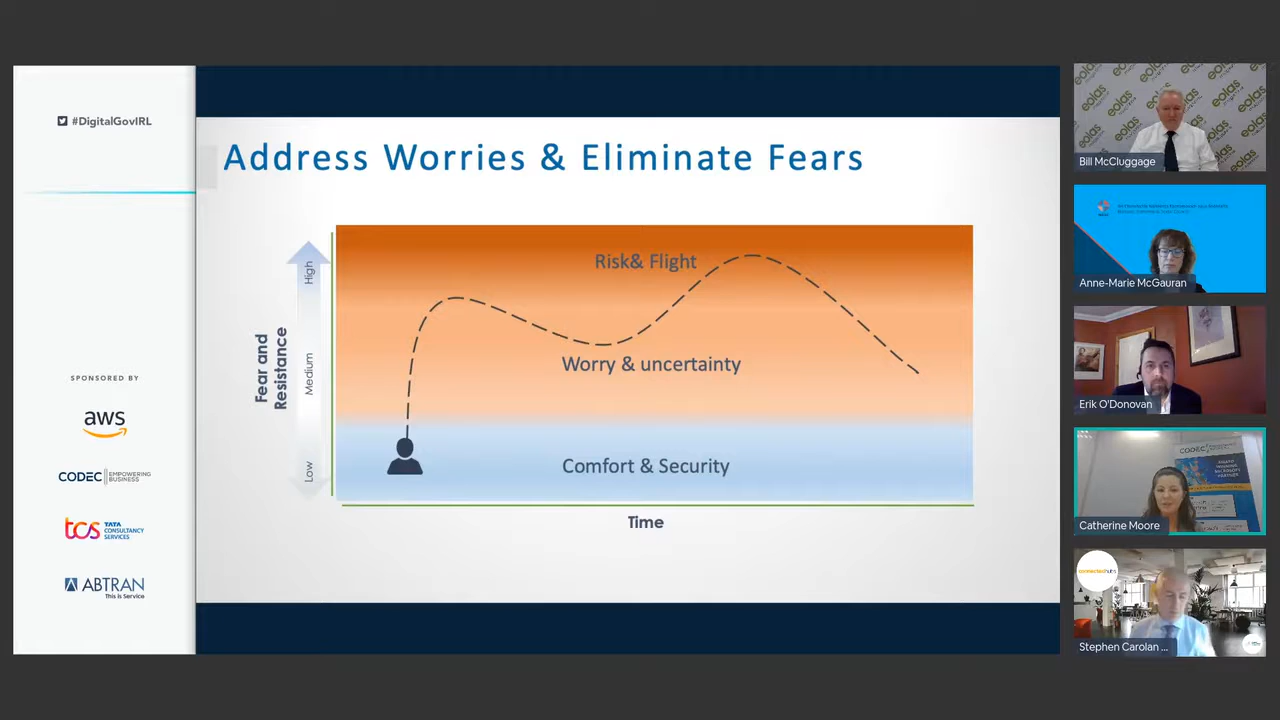 #DigitalGovIRL
SPONSORED BY
aws
CODEC EMPOWERING
BUSINESS
tcs TATA
CONSULTANCY
SERVICES
ABTRAN
This is Service
Address Worries & Eliminate Fears
Fear and
Resistance
High
Medium
Low
Risk& Flight
Worry & uncertainty
Comfort & Security
Time
eolas
Bill McCluggage
Anne-Marie McGauran
Erik O'Donovan
CODEC
Catherine Moore
Stephen Carolan ...